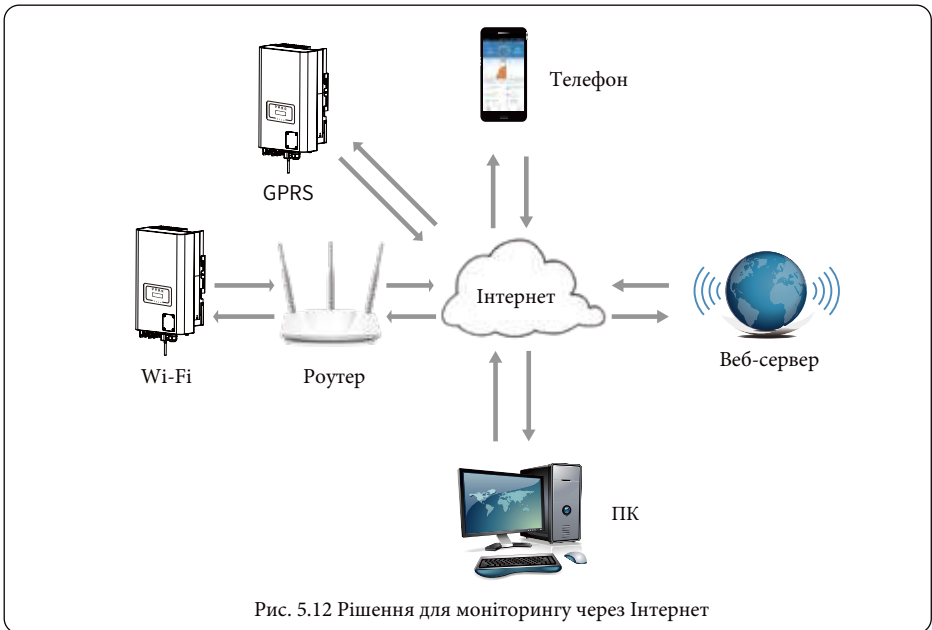 Телефон
GPRS
Інтернет
Wi-Fi
Роутер
Веб-сервер
ПК
Рис. 5.12 Рішення для моніторингу через Інтернет